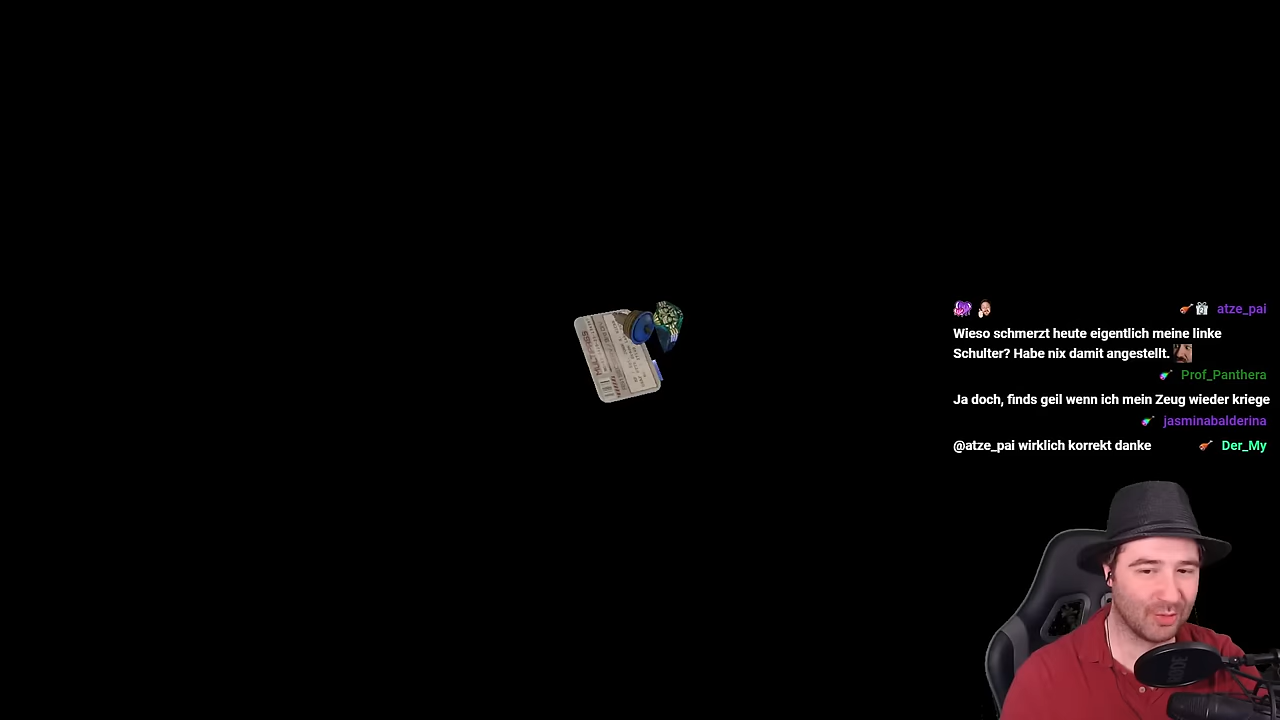 atze_pai
Wieso schmerzt heute eigentlich meine linke
Schulter? Habe nix damit angestellt.
Prof_Panthera
Ja doch, finds geil wenn ich mein Zeug wieder kriege
jasminabalderina
@atze_pai wirklich korrekt danke Der_My